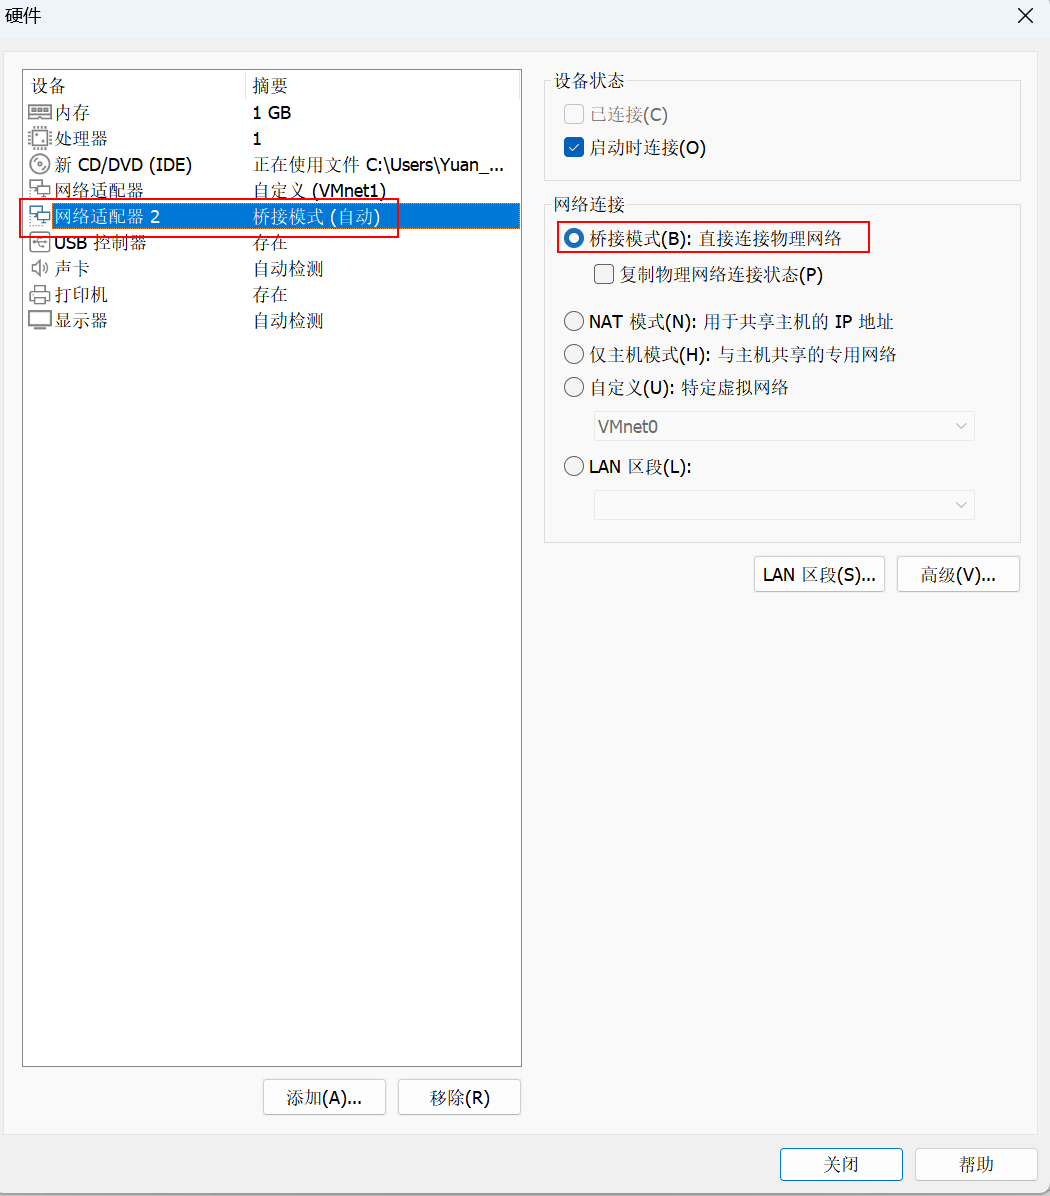 硬件
设备 摘要
内存 1 GB
处理器 1
新 CD/DVD (IDE) 正在使用文件 C:\Users\Yuan_...
网络适配器 自定义 (VMnet1)
网络适配器 2 桥接模式 (自动)
USB 控制器 存在
声卡 自动检测
打印机 存在
显示器 自动检测
添加(A)... 移除(R)
设备状态
已连接(C)
启动时连接(O)
网络连接
桥接模式(B): 直接连接物理网络
复制物理网络连接状态(P)
NAT 模式(N): 用于共享主机的 IP 地址
仅主机模式(H): 与主机共享的专用网络
自定义(U): 特定虚拟网络
VMnet0
LAN 区段(L):
LAN 区段(S)... 高级(V)...
关闭 帮助